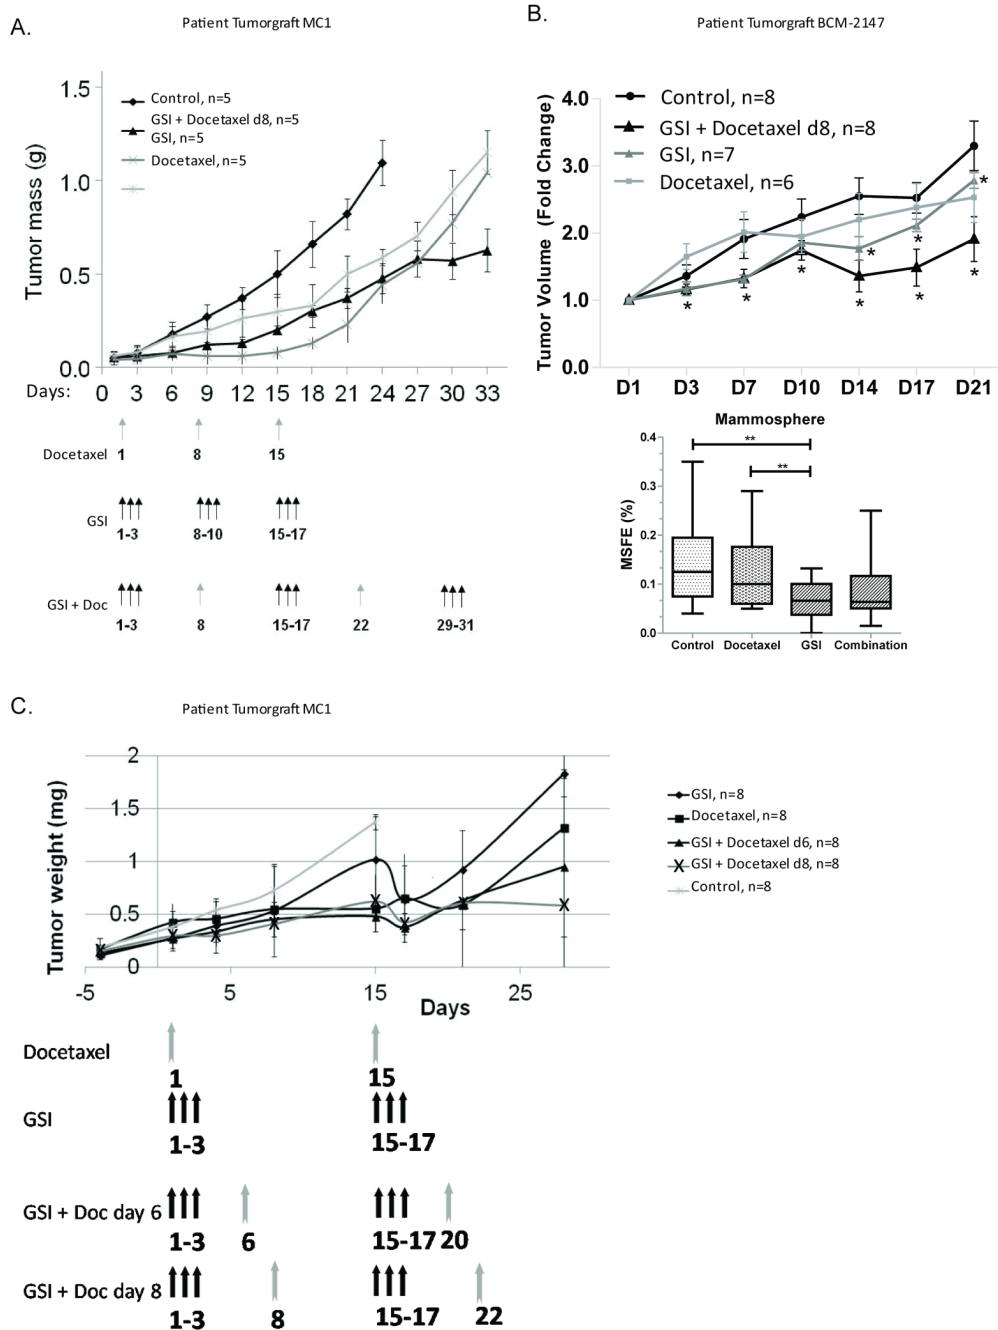 A.
Patient Tumorgraft MC1
Tumor mass (g)
1.5
1.0
0.5
0.0
Control, n=5
GSI + Docetaxel d8, n=5
GSI, n=5
Docetaxel, n=5
Days: 0 3 6 9 12 15 18 21 24 27 30 33
Docetaxel
1 8 15
GSI
1-3 8-10 15-17
GSI + Doc
1-3 8 15-17 22 29-31
B.
Patient Tumorgraft BCM-2147
Tumor Volume (Fold Change)
4.0
3.0
2.0
1.0
0.0
Control, n=8
GSI + Docetaxel d8, n=8
GSI, n=7
Docetaxel, n=6
* * * * * * * * *
D1 D3 D7 D10 D14 D17 D21
Mammosphere
MSFE (%)
0.4
0.3
0.2
0.1
0.0
**
**
Control Docetaxel GSI Combination
C.
Patient Tumorgraft MC1
Tumor weight (mg)
2
1.5
1
0.5
0
-5 5 15 25
Days
GSI, n=8
Docetaxel, n=8
GSI + Docetaxel d6, n=8
GSI + Docetaxel d8, n=8
Control, n=8
Docetaxel
1 15
GSI
1-3 15-17
GSI + Doc day 6
1-3 6 15-17 20
GSI + Doc day 8
1-3 8 15-17 22